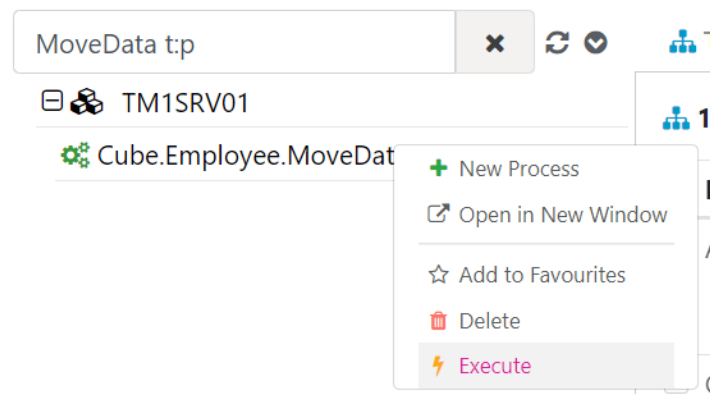 MoveData t:p
TM1SRV01
Cube.Employee.MoveDat
New Process
Open in New Window
Add to Favourites
Delete
Execute